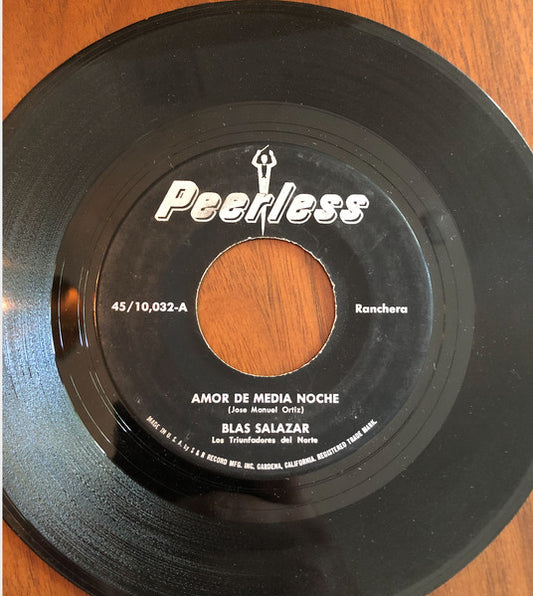 Peerless
45/10,032-A
Ranchera
AMOR DE MEDIA NOCHE
(Jose Manuel Ortiz)
BLAS SALAZAR
Los Triunfadores del Norte
MADE IN U.S.A. by S & R RECORD MFG. INC. GARDENA, CALIFORNIA. REGISTERED TRADE MARK.